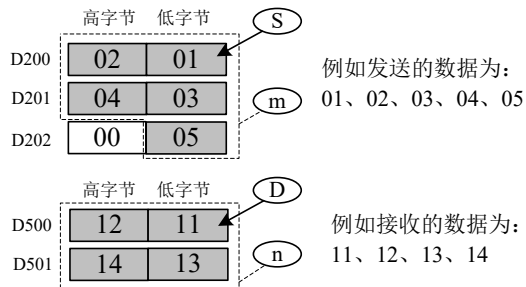 高字节 低字节 S
D200 02 01
D201 04 03 m
D202 00 05
例如发送的数据为：
01、02、03、04、05
高字节 低字节 D
D500 12 11
D501 14 13 n
例如接收的数据为：
11、12、13、14